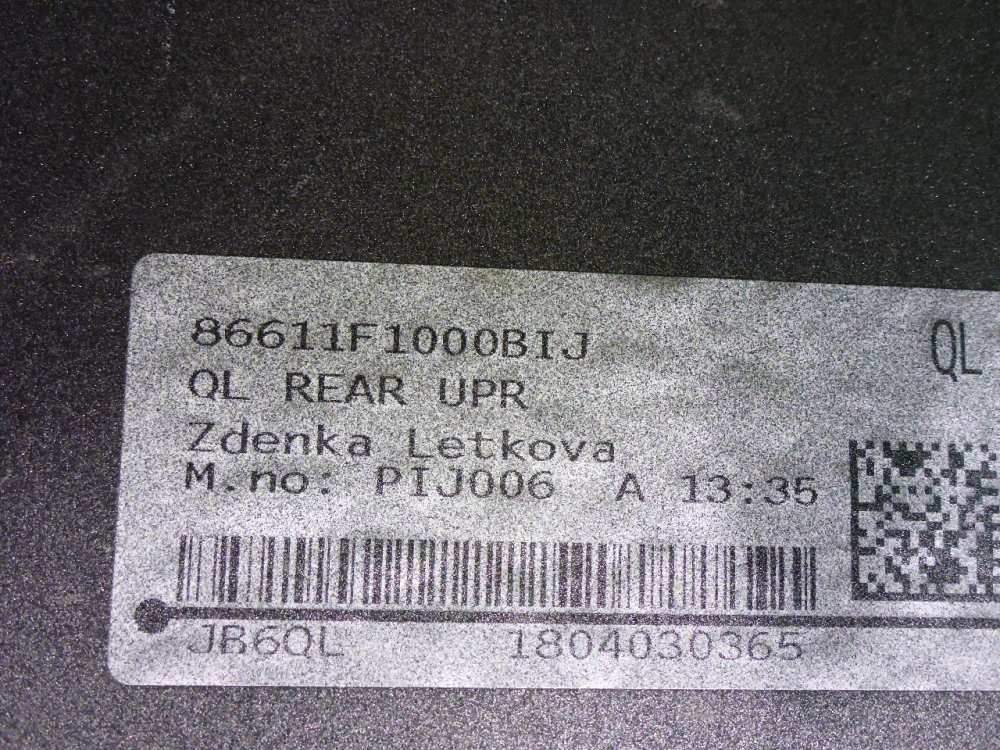 86611F1000BIJ
QL
QL REAR UPR
Zdenka Letkova
M.no: PIJ006 A 13:35
JB6QL 1804030365